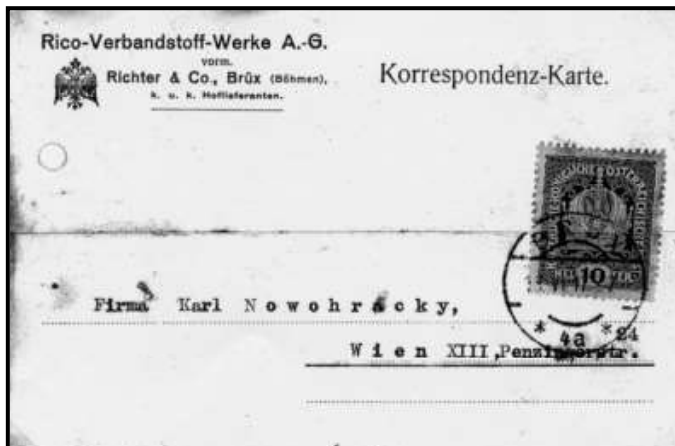 Rico-Verbandstoff-Werke A.-G.
vorm.
Richter & Co., Brüx (Böhmen),
k. u. k. Hoflieferanten.
Korrespondenz-Karte.
10
Firma Karl Nowohracky,
* 4a *
24
Wien XIII, Penzingerstr.